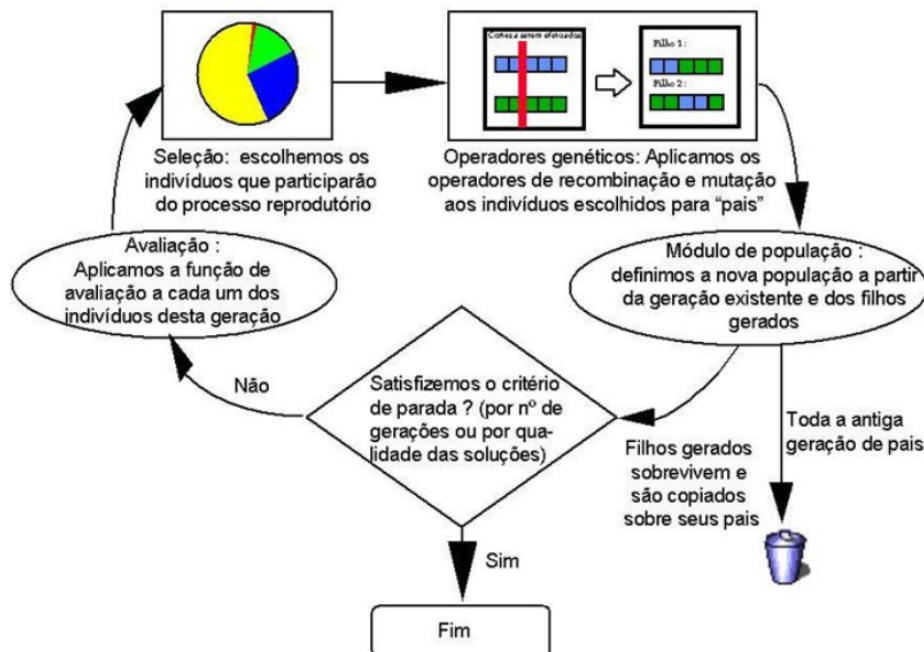 Começa serem efetuados
Filho 1 :
Filho 2 :
Seleção: escolhemos os
indivíduos que participarão
do processo reprodutório
Operadores genéticos: Aplicamos os
operadores de recombinação e mutação
aos indivíduos escolhidos para “pais”
Avaliação :
Aplicamos a função de
avaliação a cada um dos
indivíduos desta geração
Módulo de população :
definimos a nova população a partir
da geração existente e dos filhos
gerados
Não
Satisfizemos o critério
de parada ? (por nº de
gerações ou por qua-
lidade das soluções)
Toda a antiga
geração de pais
Filhos gerados
sobrevivem e
são copiados
sobre seus pais
Sim
Fim